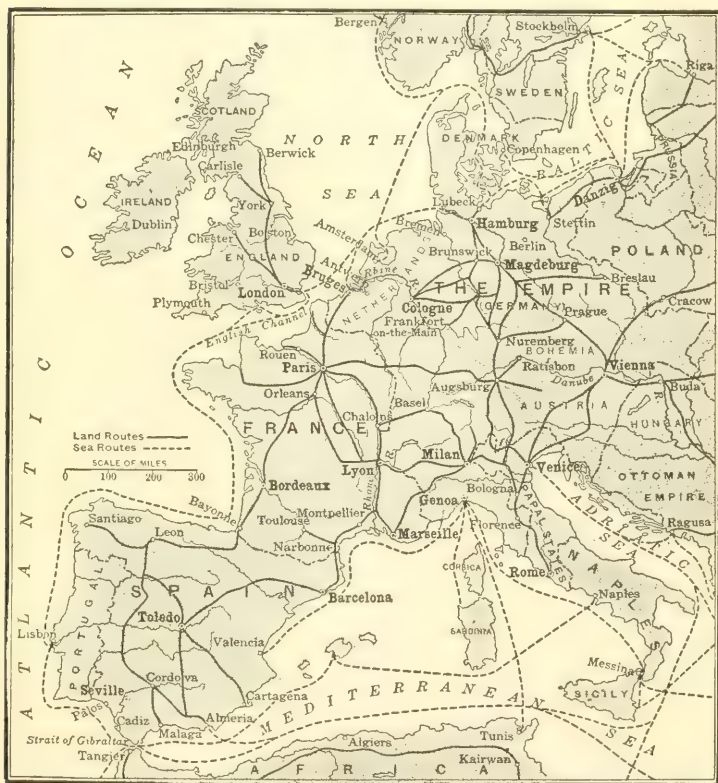 Bergen
NORWAY
Stockholm
SWEDEN
Riga
BALTIC SEA
PRUSSIA
SCOTLAND
Edinburgh
Berwick
Carlisle
NORTH
SEA
DENMARK
Copenhagen
IRELAND
Dublin
York
Chester
Boston
ENGLAND
Bristol
London
Plymouth
English Channel
Amsterdam
Bruges
Rhine
NETHERLANDS
Lubeck
Hamburg
Bremen
Stettin
Danzig
Berlin
Brunswick
Magdeburg
POLAND
THE EMPIRE
(GERMANY)
Breslau
Cologne
Frankfort
on-the-Main
Prague
Cracow
Nuremberg
BOHEMIA
Ratisbon
Vienna
Augsburg
Danube
Buda
R.
AUSTRIA
HUNGARY
Rouen
Paris
Orleans
Chalons
Basel
FRANCE
Land Routes
Sea Routes
SCALE OF MILES
0 100 200 300
Lyon
Milan
Venice
OTTOMAN
EMPIRE
Bordeaux
Rhone R.
Genoa
Bologna
Bayonne
Toulouse
Montpellier
Marseille
Narbonne
Florence
PAPAL STATES
ADRIATIC
SEA
Ragusa
Santiago
Leon
SPAIN
Barcelona
CORSICA
Rome
NAPLES
Naples
PORTUGAL
Toledo
Lisbon
Valencia
SARDINIA
Messina
SICILY
Seville
Cordova
Cartagena
Palos
Cadiz
Almeria
Malaga
MEDITERRANEAN
SEA
Strait of Gibraltar
Tangier
Algiers
Tunis
Kairwan
AFRICA
ATLANTIC
OCEAN